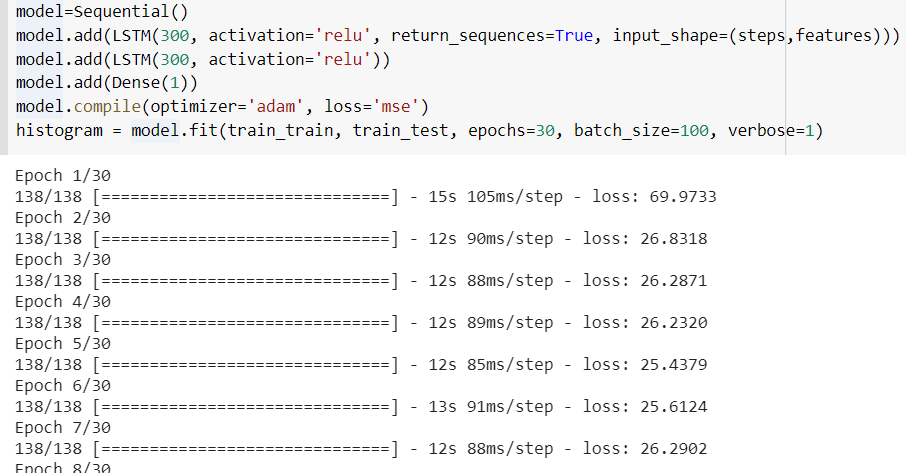 model=Sequential()
model.add(LSTM(300, activation='relu', return_sequences=True, input_shape=(steps,features)))
model.add(LSTM(300, activation='relu'))
model.add(Dense(1))
model.compile(optimizer='adam', loss='mse')
histogram = model.fit(train_train, train_test, epochs=30, batch_size=100, verbose=1)
Epoch 1/30
138/138 [==============================] - 15s 105ms/step - loss: 69.9733
Epoch 2/30
138/138 [==============================] - 12s 90ms/step - loss: 26.8318
Epoch 3/30
138/138 [==============================] - 12s 88ms/step - loss: 26.2871
Epoch 4/30
138/138 [==============================] - 12s 89ms/step - loss: 26.2320
Epoch 5/30
138/138 [==============================] - 12s 85ms/step - loss: 25.4379
Epoch 6/30
138/138 [==============================] - 13s 91ms/step - loss: 25.6124
Epoch 7/30
138/138 [==============================] - 12s 88ms/step - loss: 26.2902
Epoch 8/30